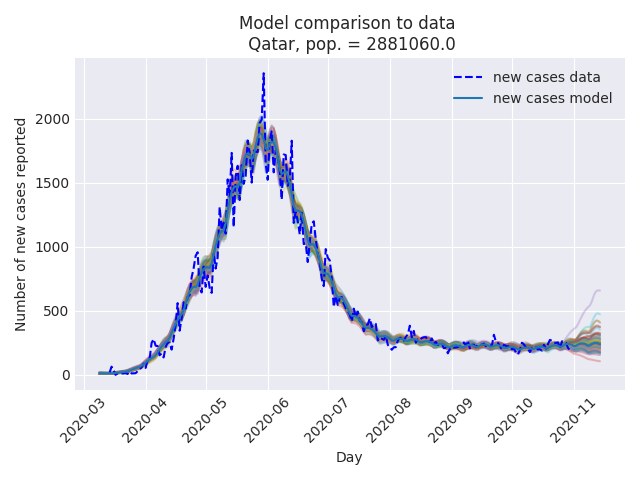 Model comparison to data
Qatar, pop. = 2881060.0
new cases data
new cases model
Number of new cases reported
2000
1500
1000
500
0
2020-03
2020-04
2020-05
2020-06
2020-07
2020-08
2020-09
2020-10
2020-11
Day